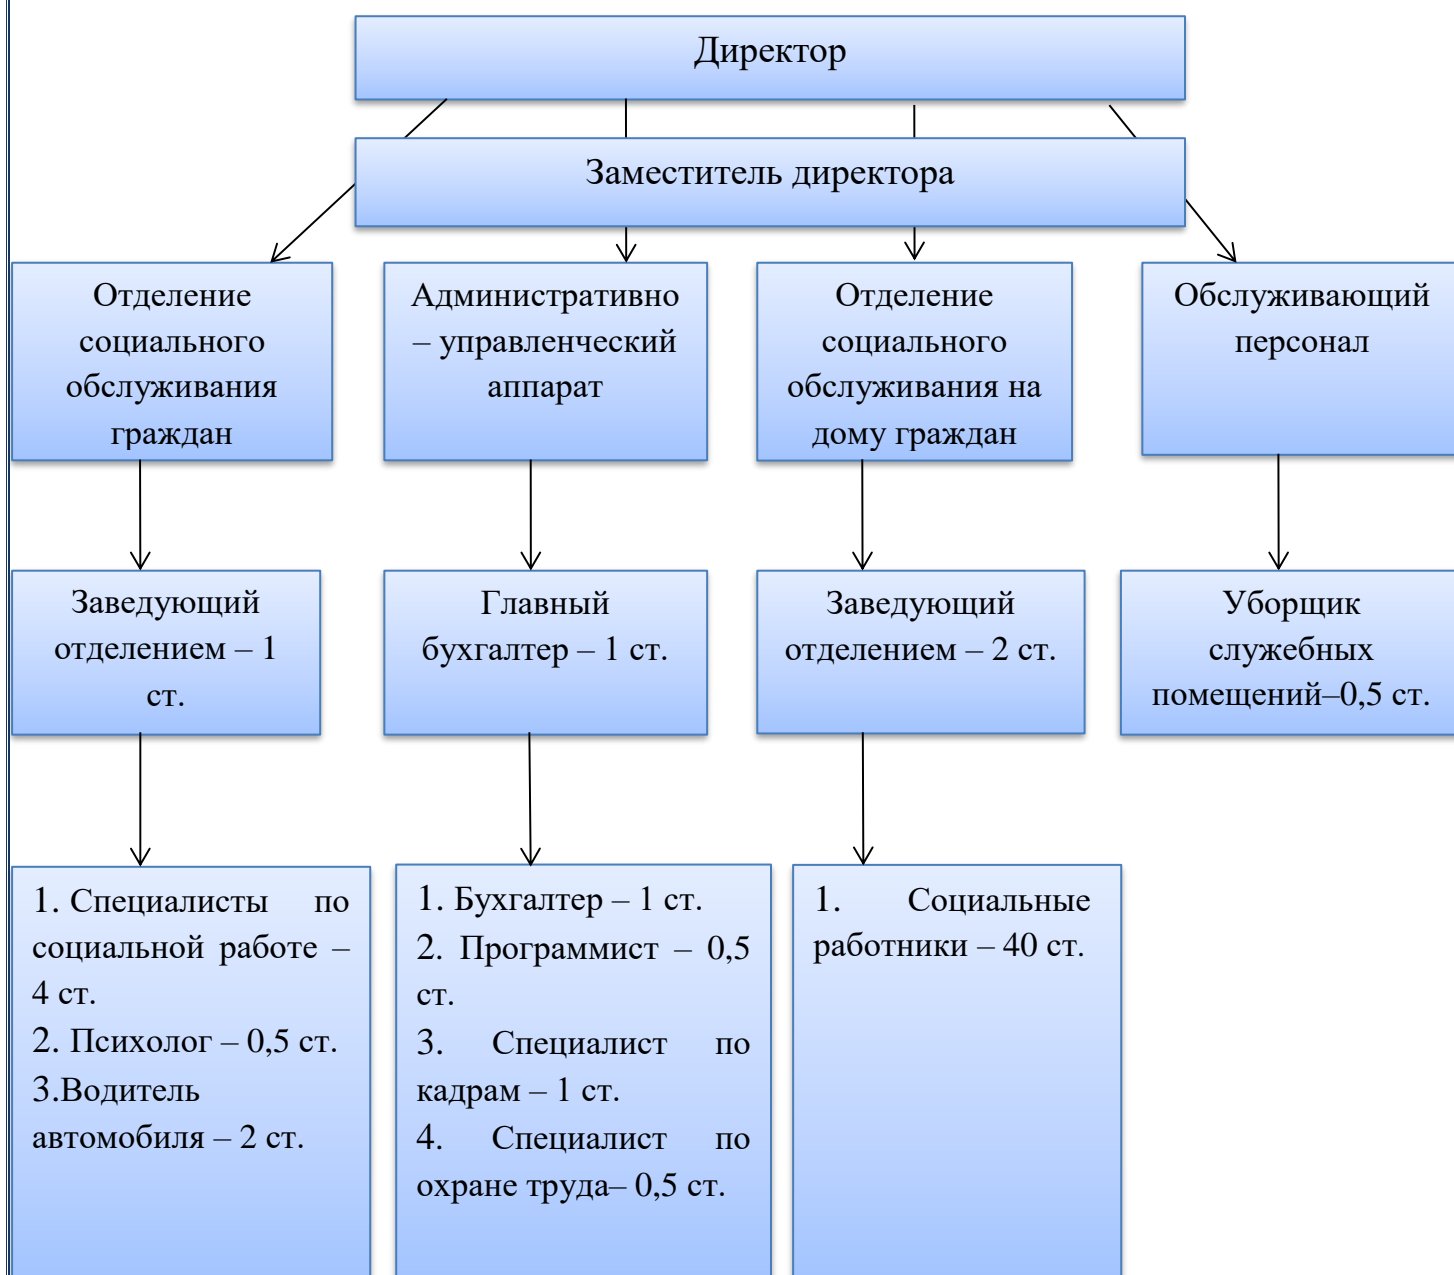 Директор
Заместитель директора
Отделение
социального
обслуживания
граждан
Административно
– управленческий
аппарат
Отделение
социального
обслуживания на
дому граждан
Обслуживающий
персонал
Заведующий
отделением – 1
ст.
Главный
бухгалтер – 1 ст.
Заведующий
отделением – 2 ст.
Уборщик
служебных
помещений–0,5 ст.
1. Специалисты по
социальной работе –
4 ст.
2. Психолог – 0,5 ст.
3.Водитель
автомобиля – 2 ст.
1. Бухгалтер – 1 ст.
2. Программист – 0,5
ст.
3. Специалист по
кадрам – 1 ст.
4. Специалист по
охране труда– 0,5 ст.
1. Социальные
работники – 40 ст.